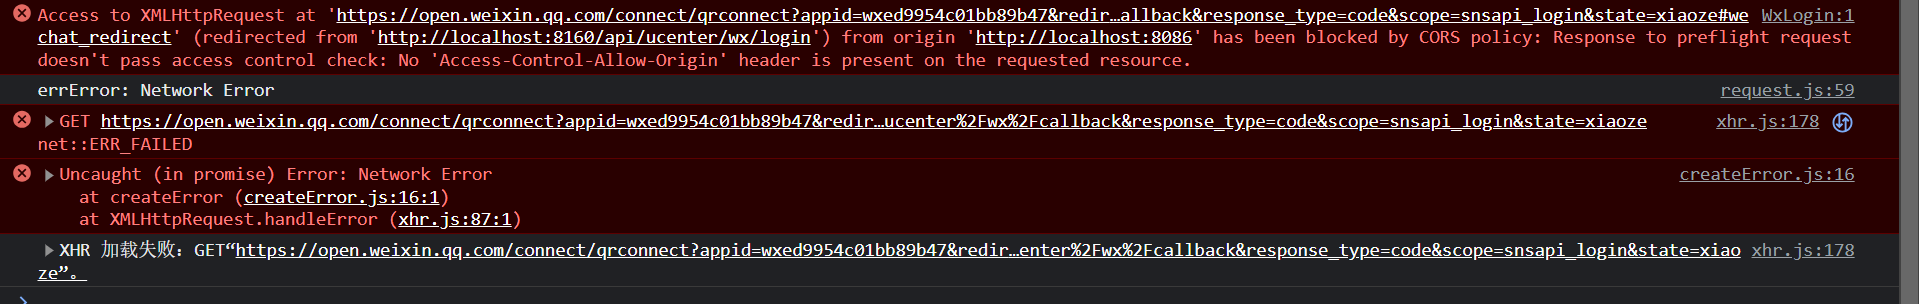 Access to XMLHttpRequest at 'https://open.weixin.qq.com/connect/qrconnect?appid=wxed9954c01bb89b47&redir…allback&response_type=code&scope=snsapi_login&state=xiaoze#we WxLogin:1
chat_redirect' (redirected from 'http://localhost:8160/api/ucenter/wx/login') from origin 'http://localhost:8086' has been blocked by CORS policy: Response to preflight request
doesn't pass access control check: No 'Access-Control-Allow-Origin' header is present on the requested resource.
errError: Network Error request.js:59
GET https://open.weixin.qq.com/connect/qrconnect?appid=wxed9954c01bb89b47&redir…ucenter%2Fwx%2Fcallback&response_type=code&scope=snsapi_login&state=xiaoze xhr.js:178
net::ERR_FAILED
Uncaught (in promise) Error: Network Error createError.js:16
at createError (createError.js:16:1)
at XMLHttpRequest.handleError (xhr.js:87:1)
XHR 加载失败：GET“https://open.weixin.qq.com/connect/qrconnect?appid=wxed9954c01bb89b47&redir…enter%2Fwx%2Fcallback&response_type=code&scope=snsapi_login&state=xiao xhr.js:178
ze”。